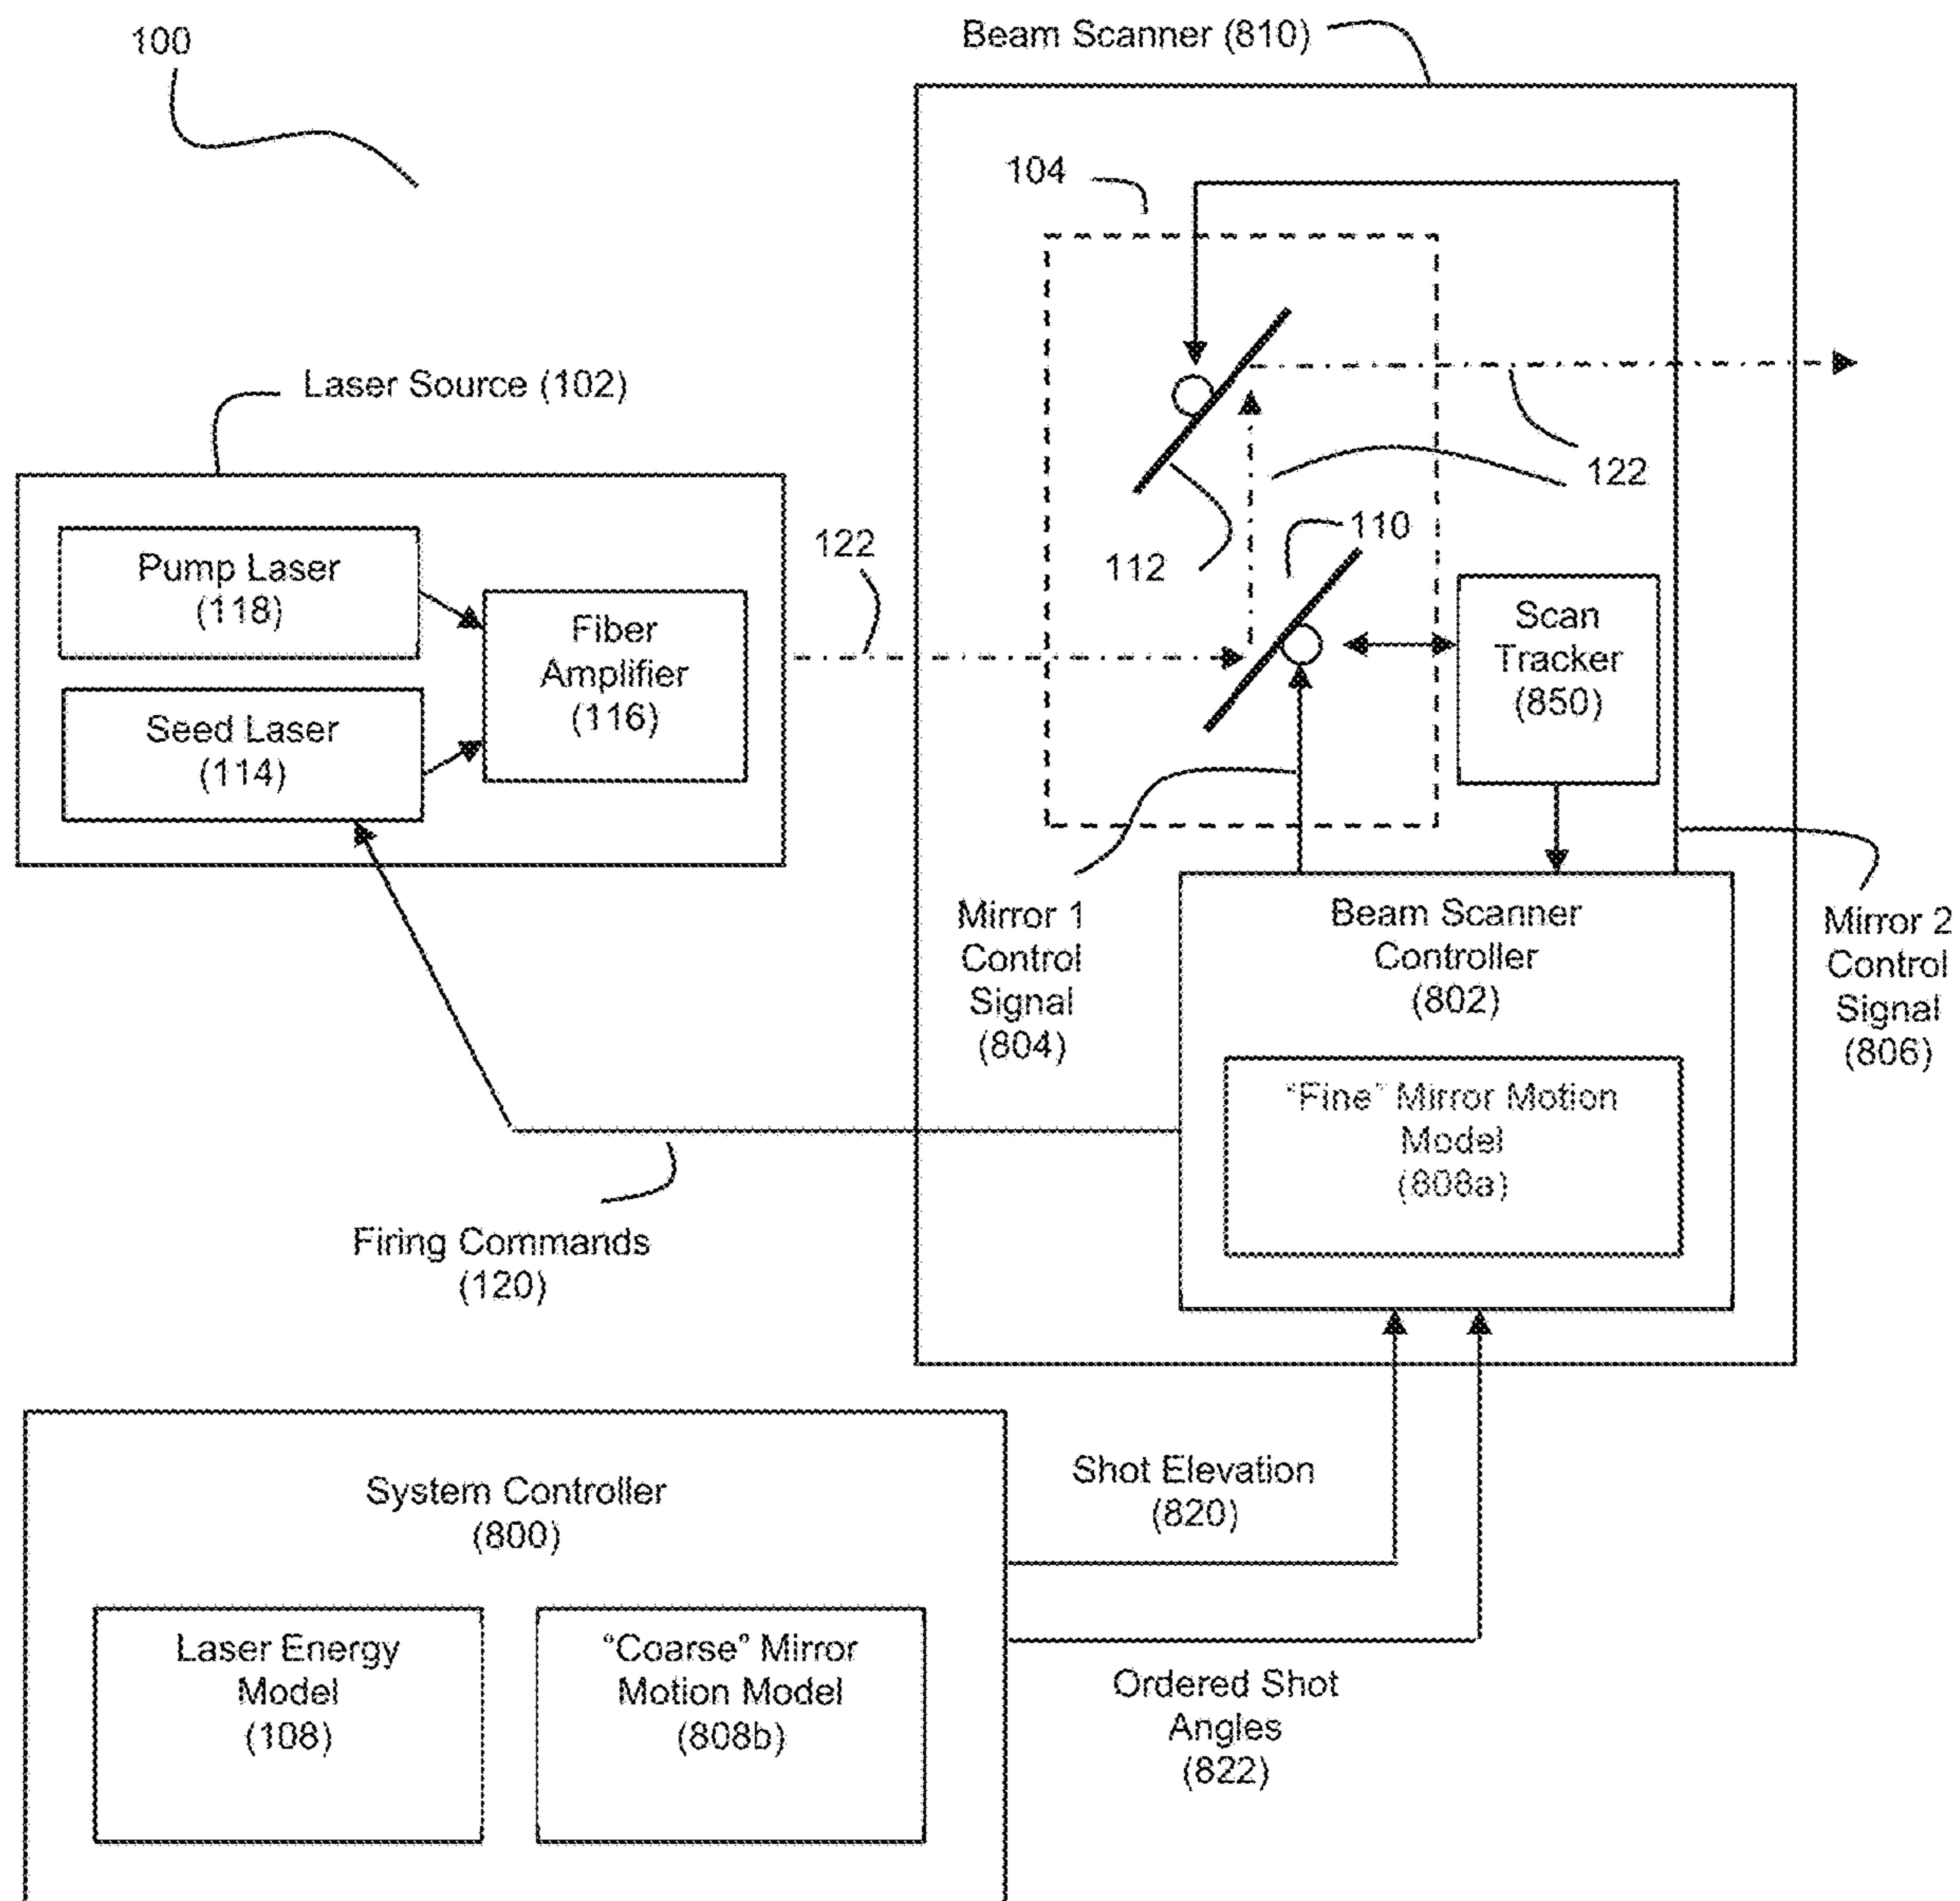 100
Beam Scanner (810)
104
Laser Source (102)
122
110
112
122
Pump Laser
(118)
Fiber
Amplifier
(116)
Seed Laser
(114)
Scan
Tracker
(850)
Mirror 1
Control
Signal
(804)
Beam Scanner
Controller
(802)
Mirror 2
Control
Signal
(806)
"Fine" Mirror Motion
Model
(808a)
Firing Commands
(120)
System Controller
(800)
Shot Elevation
(820)
Laser Energy
Model
(108)
"Coarse" Mirror
Motion Model
(808b)
Ordered Shot
Angles
(822)